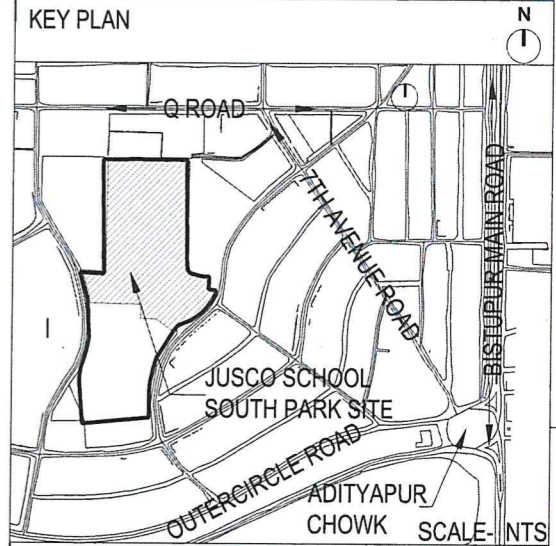 KEY PLAN
N
Q ROAD
7TH AVENUE ROAD
BISTUPUR MAIN ROAD
JUSCO SCHOOL
SOUTH PARK SITE
OUTERCIRCLE ROAD
ADITYAPUR
CHOWK
SCALE- NTS